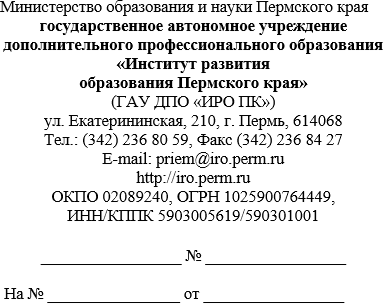 Министерство образования и науки Пермского края
государственное автономное учреждение
дополнительного профессионального образования
«Институт развития
образования Пермского края»
(ГАУ ДПО «ИРО ПК»)
ул. Екатерининская, 210, г. Пермь, 614068
Тел.: (342) 236 80 59, Факс (342) 236 84 27
E-mail: priem@iro.perm.ru
http://iro.perm.ru
ОКПО 02089240, ОГРН 1025900764449,
ИНН/КППК 5903005619/590301001
_________________ № _________________
На № ________________ от _________________